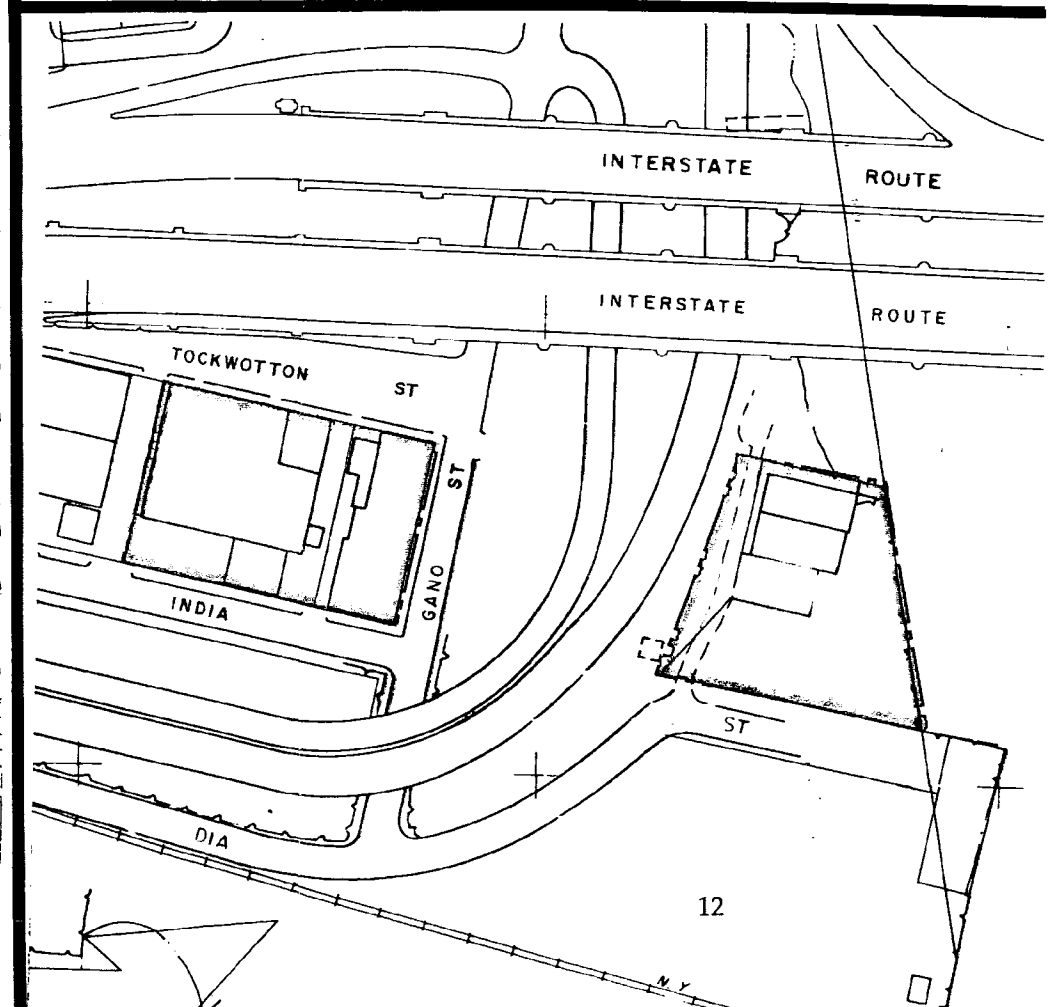 INTERSTATE ROUTE
INTERSTATE ROUTE
TOCKWOTTON ST
GANO ST
INDIA
ST
DIA
12
N Y